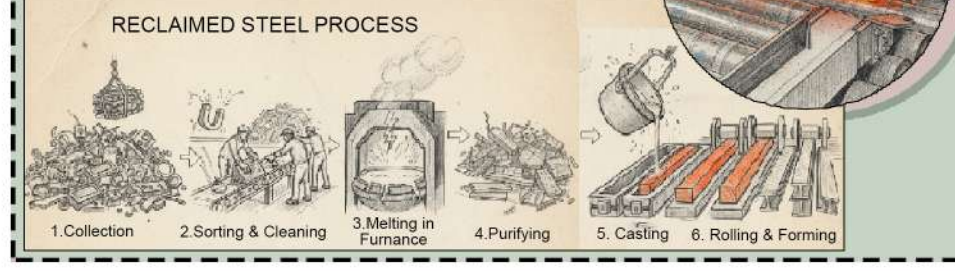 RECLAIMED STEEL PROCESS
1.Collection
2.Sorting & Cleaning
3.Melting in
Furnance
4.Purifying
5. Casting
6. Rolling & Forming